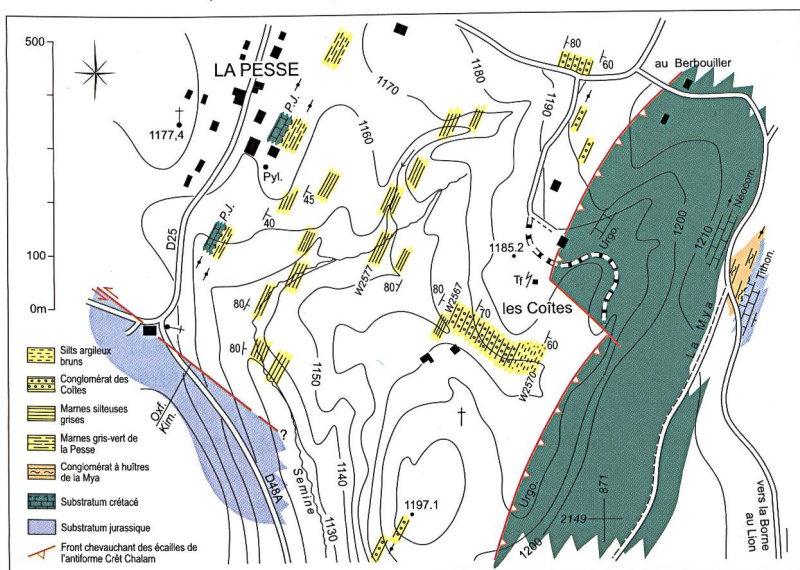 500
100
0m
LA PESSE
P.J.
1177,4
Pyl.
P.J.
D25
1170
1160
45
40
1180
80
60
1190
au Berbouiller
Néocom.
1200
1210
Urgo.
Tithon.
1185.2
Tf
les Coîtes
La Mya
W2577
80
80
W2567
70
60
W2570
80
80
1150
Oxf.
Kim.
?
D48A
Semine
1140
1130
1197.1
Urgo.
1200
2149
871
vers la Borne
au Lion
Silts argileux
bruns
Conglomérat des
Coîtes
Marnes silteuses
grises
Marnes gris-vert de
la Pesse
Conglomérat à huîtres
de la Mya
Substratum crétacé
Substratum jurassique
Front chevauchant des écailles de
l'antiforme Crêt Chalam